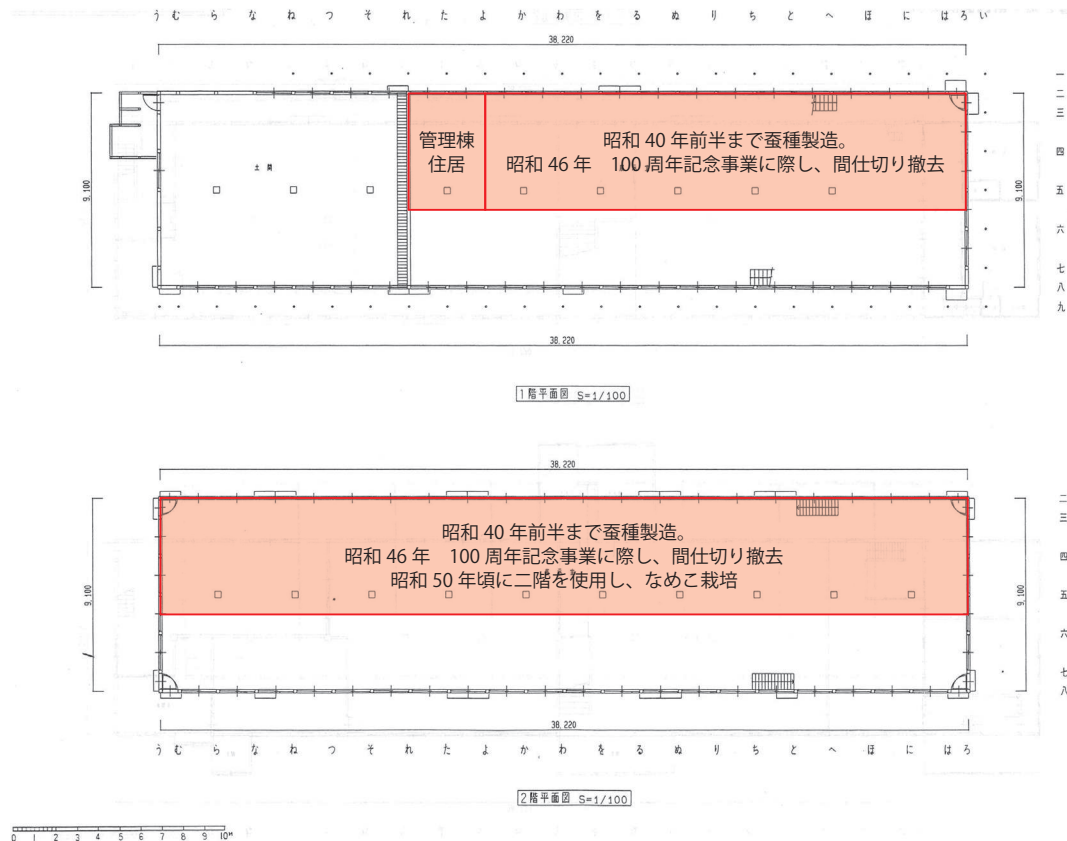 う む ら な ね つ そ れ た よ か わ を る ぬ り ち と へ ほ に は ろ い
38,220
一
二
三
四
五
六
七
八
九
9,100
9,100
管理棟
住居
昭和 40 年前半まで蚕種製造。
昭和 46 年　100 周年記念事業に際し、間仕切り撤去
土間
38,220
1階平面図 S=1/100
38,220
二
三
四
五
六
七
八
9,100
9,100
昭和 40 年前半まで蚕種製造。
昭和 46 年　100 周年記念事業に際し、間仕切り撤去
昭和 50 年頃に二階を使用し、なめこ栽培
38,220
う む ら な ね つ そ れ た よ か わ を る ぬ り ち と へ ほ に は ろ
2階平面図 S=1/100
0 1 2 3 4 5 6 7 8 9 10M